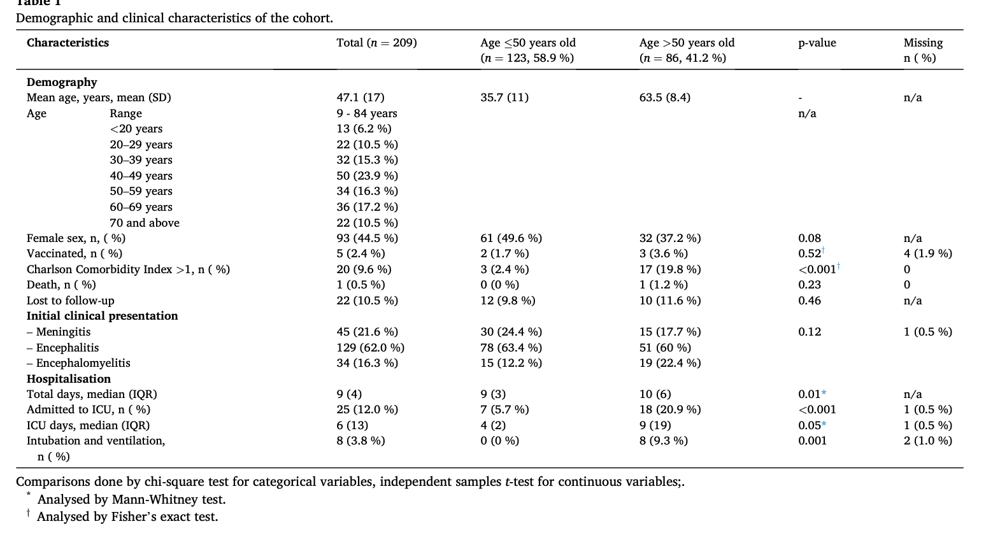 Table 1
Demographic and clinical characteristics of the cohort.
Characteristics Total (n = 209) Age ≤50 years old (n = 123, 58.9 %) Age >50 years old (n = 86, 41.2 %) p-value Missing n ( %)
Demography
Mean age, years, mean (SD) 47.1 (17) 35.7 (11) 63.5 (8.4) - n/a
Age Range 9 - 84 years n/a
<20 years 13 (6.2 %)
20–29 years 22 (10.5 %)
30–39 years 32 (15.3 %)
40–49 years 50 (23.9 %)
50–59 years 34 (16.3 %)
60–69 years 36 (17.2 %)
70 and above 22 (10.5 %)
Female sex, n, ( %) 93 (44.5 %) 61 (49.6 %) 32 (37.2 %) 0.08 n/a
Vaccinated, n ( %) 5 (2.4 %) 2 (1.7 %) 3 (3.6 %) 0.52† 4 (1.9 %)
Charlson Comorbidity Index >1, n ( %) 20 (9.6 %) 3 (2.4 %) 17 (19.8 %) <0.001† 0
Death, n ( %) 1 (0.5 %) 0 (0 %) 1 (1.2 %) 0.23 0
Lost to follow-up 22 (10.5 %) 12 (9.8 %) 10 (11.6 %) 0.46 n/a
Initial clinical presentation
– Meningitis 45 (21.6 %) 30 (24.4 %) 15 (17.7 %) 0.12 1 (0.5 %)
– Encephalitis 129 (62.0 %) 78 (63.4 %) 51 (60 %)
– Encephalomyelitis 34 (16.3 %) 15 (12.2 %) 19 (22.4 %)
Hospitalisation
Total days, median (IQR) 9 (4) 9 (3) 10 (6) 0.01* n/a
Admitted to ICU, n ( %) 25 (12.0 %) 7 (5.7 %) 18 (20.9 %) <0.001 1 (0.5 %)
ICU days, median (IQR) 6 (13) 4 (2) 9 (19) 0.05* 1 (0.5 %)
Intubation and ventilation, 8 (3.8 %) 0 (0 %) 8 (9.3 %) 0.001 2 (1.0 %)
n ( %)
Comparisons done by chi-square test for categorical variables, independent samples t-test for continuous variables;.
* Analysed by Mann-Whitney test.
† Analysed by Fisher’s exact test.